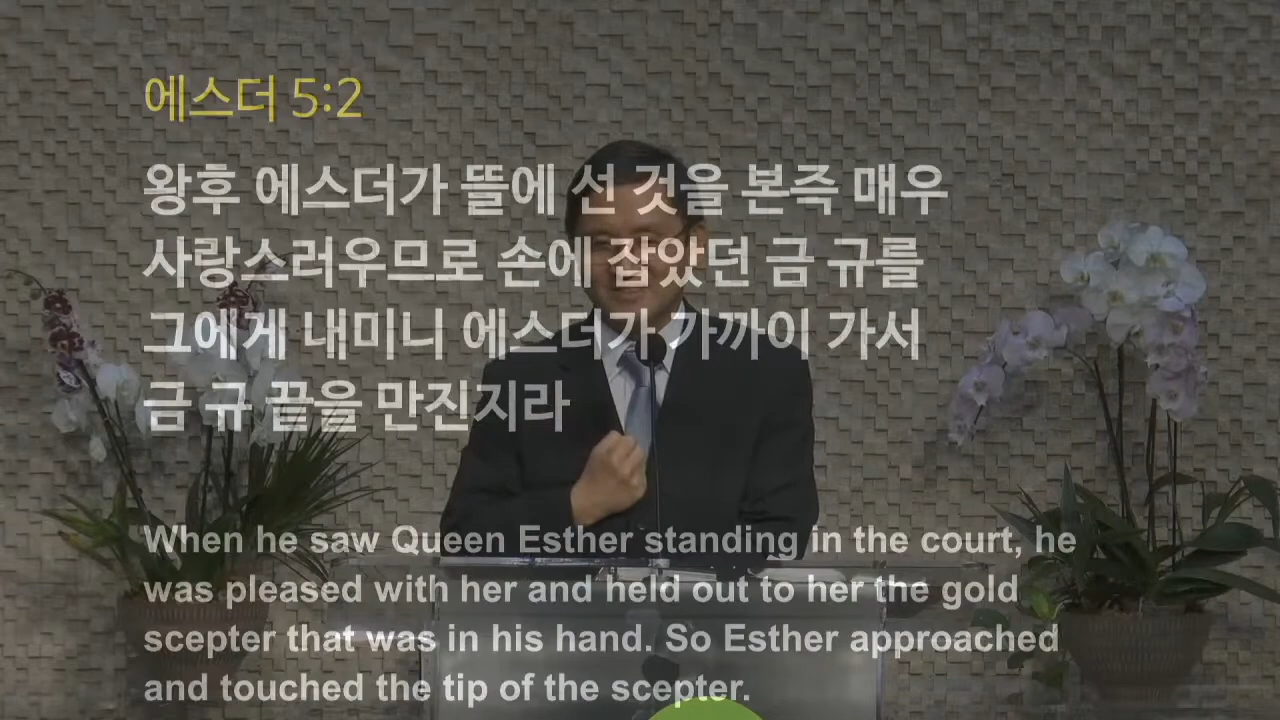 에스더 5:2
왕후 에스더가 뜰에 선 것을 본즉 매우
사랑스러우므로 손에 잡았던 금 규를
그에게 내미니 에스더가 가까이 가서
금 규 끝을 만진지라
When he saw Queen Esther standing in the court, he
was pleased with her and held out to her the gold
scepter that was in his hand. So Esther approached
and touched the tip of the scepter.